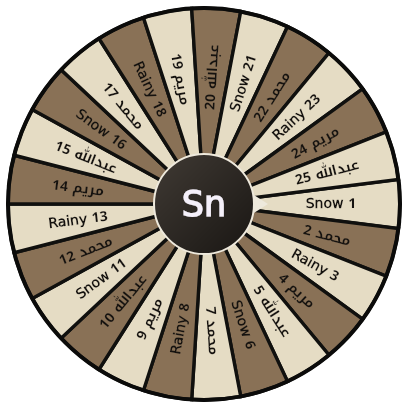 Sn
Snow 1
محمد 2
Rainy 3
مريم 4
عبدالله 5
Snow 6
محمد 7
Rainy 8
مريم 9
عبدالله 10
Snow 11
محمد 12
Rainy 13
مريم 14
عبدالله 15
Snow 16
محمد 17
Rainy 18
مريم 19
عبدالله 20
Snow 21
محمد 22
Rainy 23
مريم 24
عبدالله 25